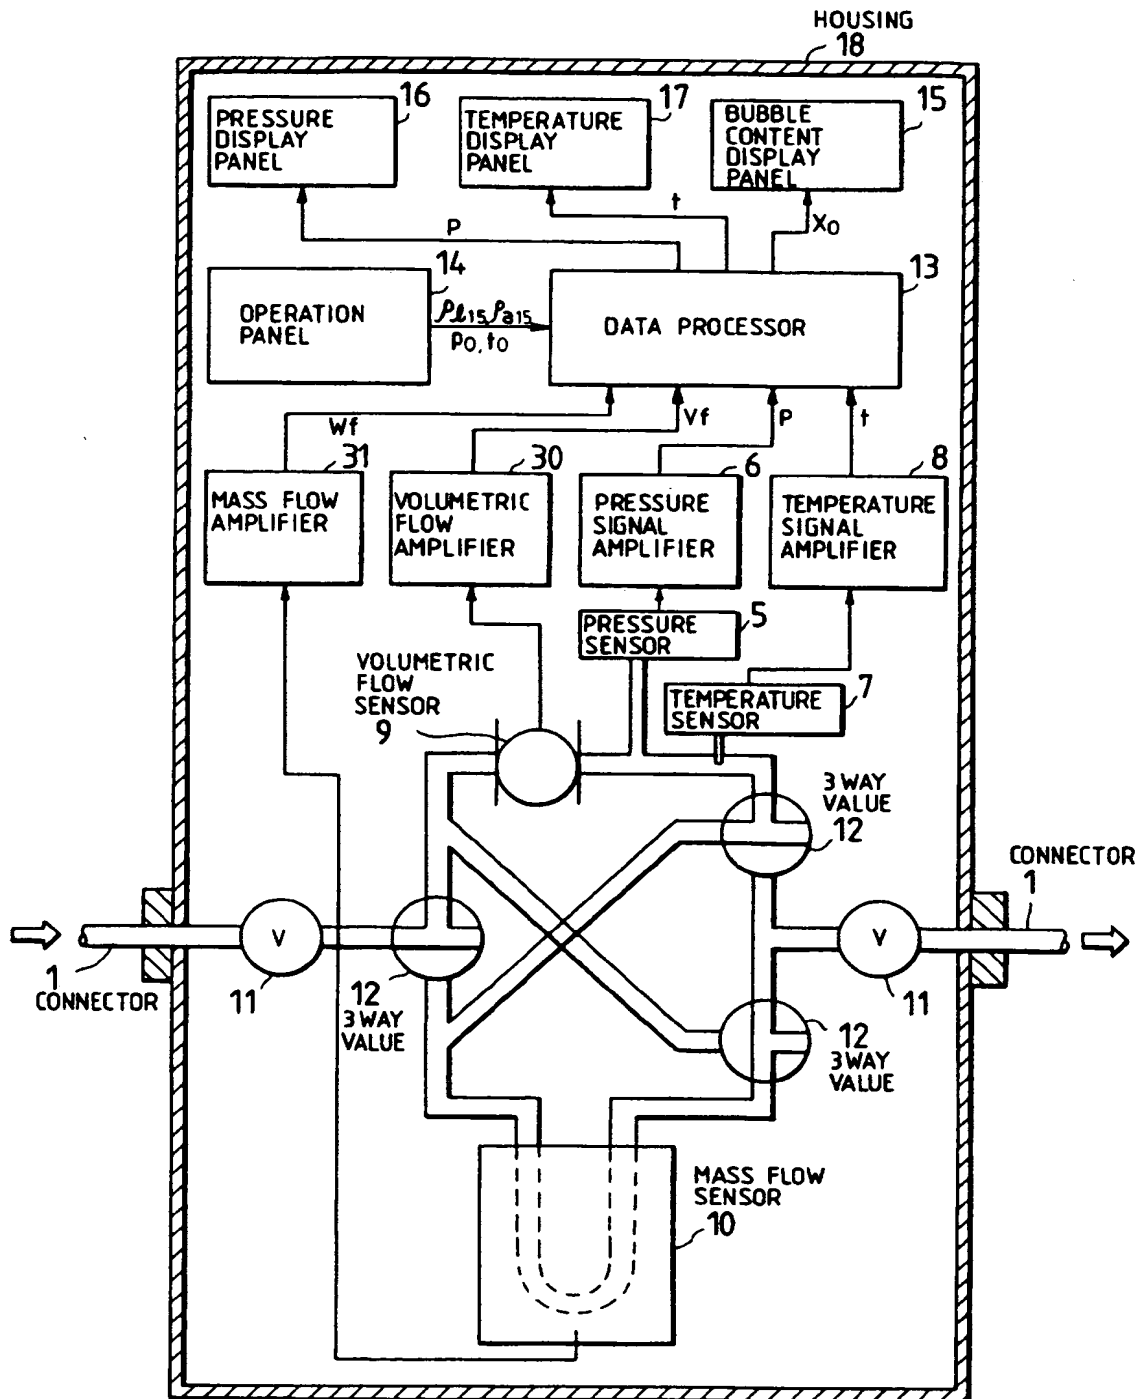 HOUSING
18
16
PRESSURE
DISPLAY
PANEL
17
TEMPERATURE
DISPLAY
PANEL
15
BUBBLE
CONTENT
DISPLAY
PANEL
P
t
X0
14
OPERATION
PANEL
ρℓ15 ρa15
P0, t0
13
DATA PROCESSOR
Wf
Vf
P
t
31
MASS FLOW
AMPLIFIER
30
VOLUMETRIC
FLOW
AMPLIFIER
6
PRESSURE
SIGNAL
AMPLIFIER
8
TEMPERATURE
SIGNAL
AMPLIFIER
5
PRESSURE
SENSOR
7
TEMPERATURE
SENSOR
VOLUMETRIC
FLOW
SENSOR
9
3 WAY
VALUE
12
CONNECTOR
1
V
11
1
CONNECTOR
12
3 WAY
VALUE
V
11
12
3 WAY
VALUE
MASS FLOW
SENSOR
10